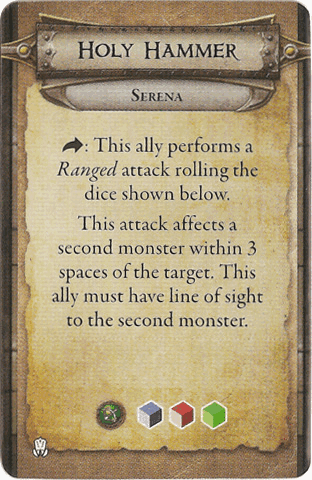 HOLY HAMMER
SERENA
: This ally performs a
Ranged attack rolling the
dice shown below.
This attack affects a
second monster within 3
spaces of the target. This
ally must have line of sight
to the second monster.